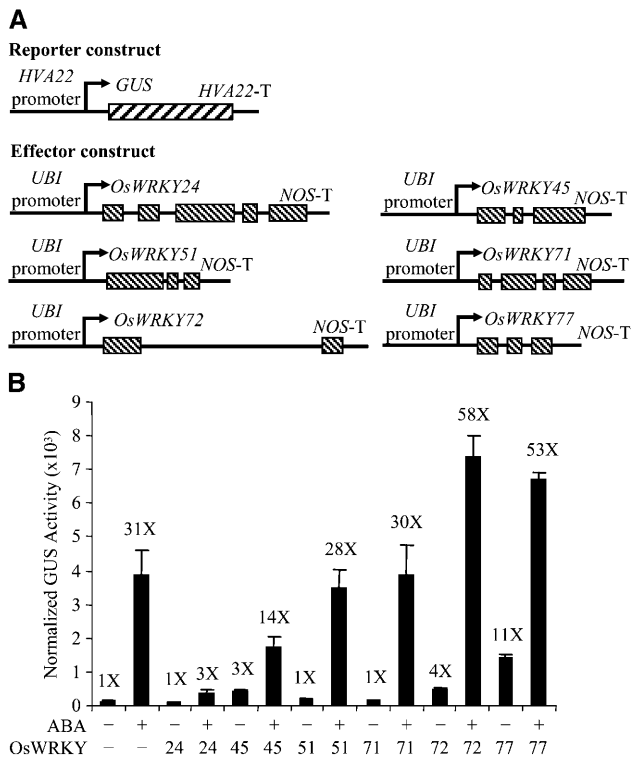 A
Reporter construct
HVA22 promoter GUS HVA22-T
Effector construct
UBI promoter OsWRKY24 NOS-T
UBI promoter OsWRKY45 NOS-T
UBI promoter OsWRKY51 NOS-T
UBI promoter OsWRKY71 NOS-T
UBI promoter OsWRKY72 NOS-T
UBI promoter OsWRKY77 NOS-T
B
Normalized GUS Activity (x10³)
9
8
7
6
5
4
3
2
1
0
1X 31X 1X 3X 3X 14X 1X 28X 1X 30X 4X 58X 11X 53X
ABA – + – + – + – + – + – + – +
OsWRKY – – 24 24 45 45 51 51 71 71 72 72 77 77